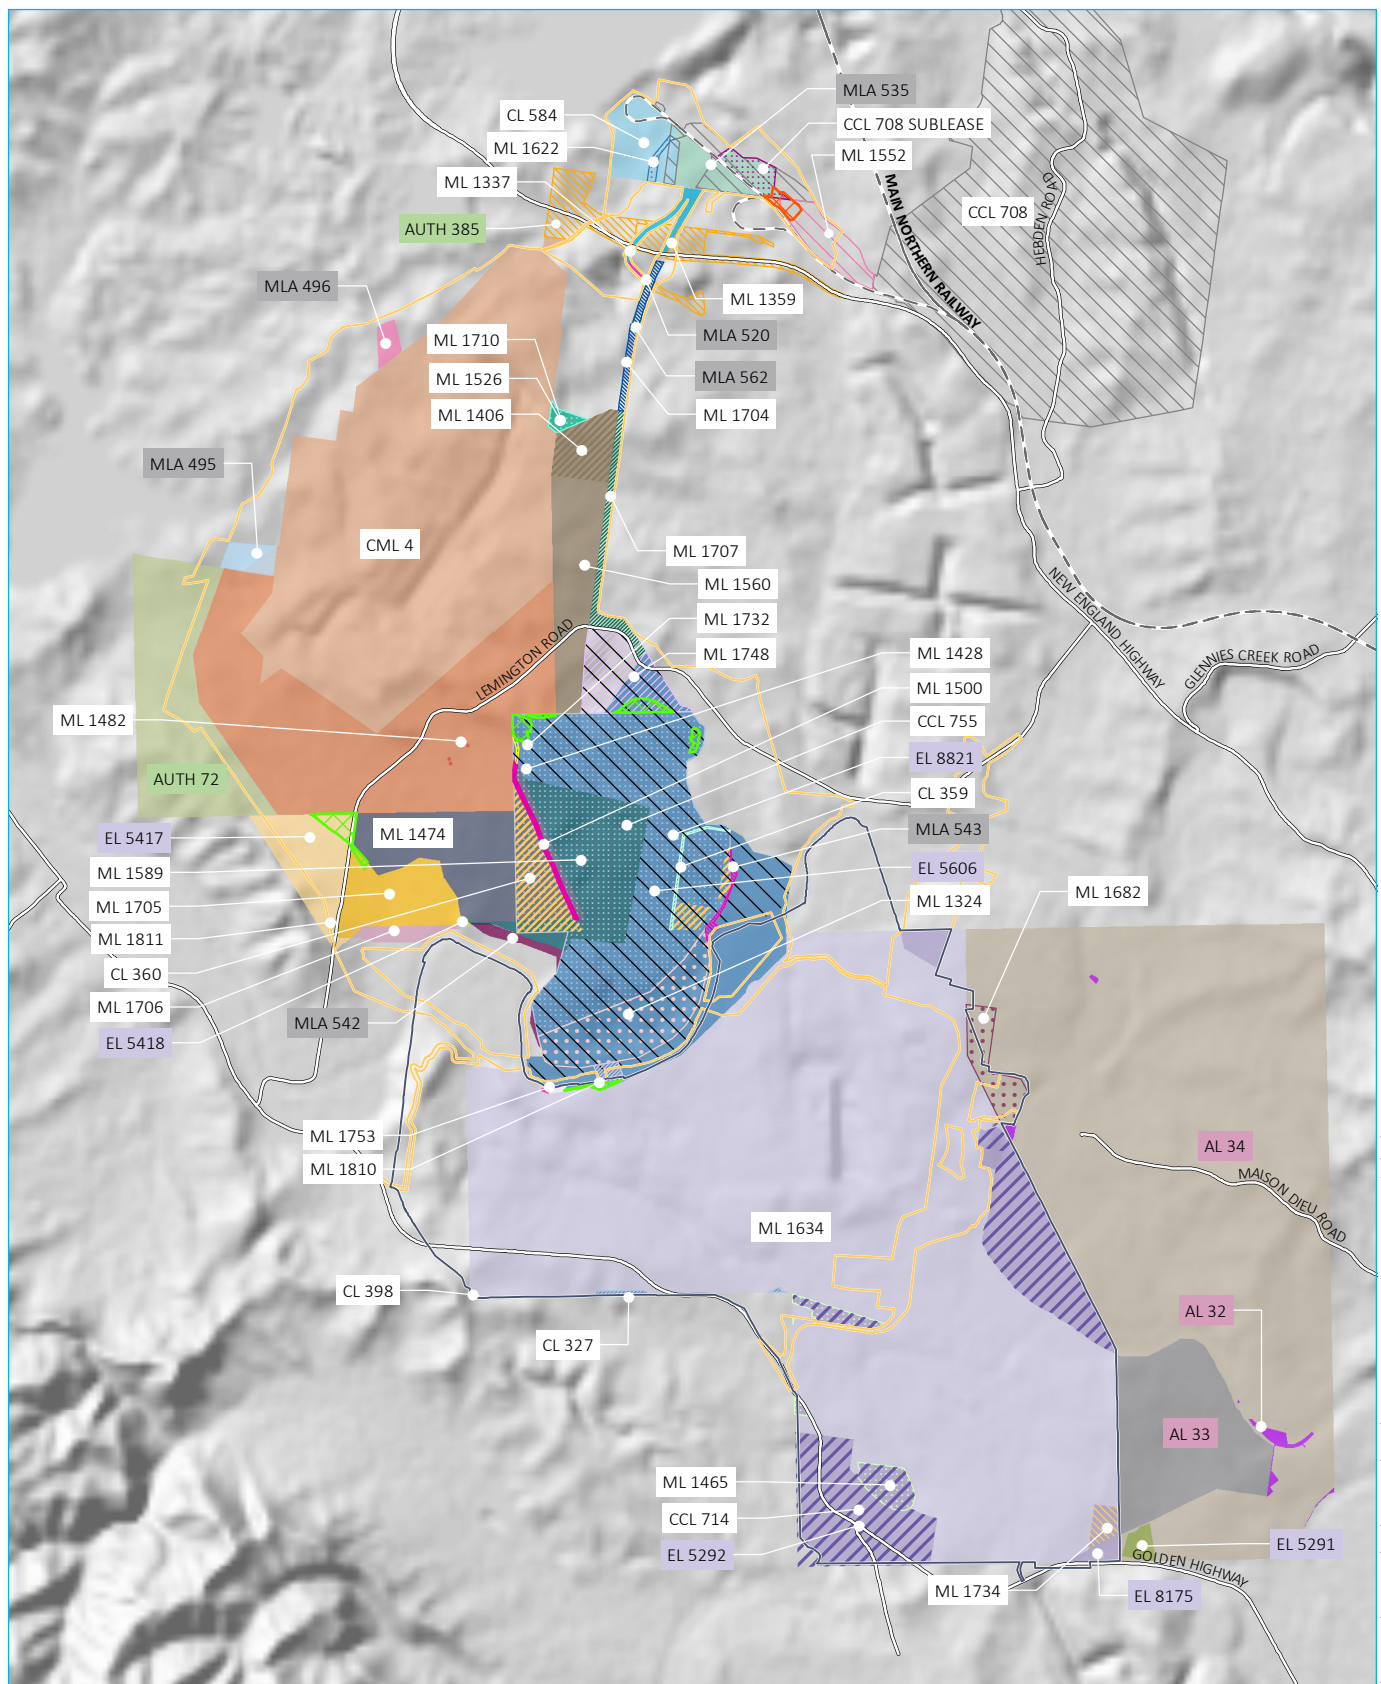 MLA 535
CL 584
CCL 708 SUBLEASE
ML 1622
ML 1552
ML 1337
MAIN NORTHERN RAILWAY
HEBDEN ROAD
CCL 708
AUTH 385
MLA 496
ML 1359
MLA 520
ML 1710
ML 1526
MLA 562
ML 1406
ML 1704
MLA 495
CML 4
ML 1707
ML 1560
NEW ENGLAND HIGHWAY
ML 1732
LEMINGTON ROAD
ML 1748
ML 1428
GLENNIES CREEK ROAD
ML 1500
ML 1482
CCL 755
EL 8821
AUTH 72
CL 359
MLA 543
EL 5417
ML 1474
ML 1589
EL 5606
ML 1682
ML 1705
ML 1324
ML 1811
CL 360
ML 1706
MLA 542
EL 5418
ML 1753
AL 34
ML 1810
MAISON DIEU ROAD
ML 1634
CL 398
AL 32
CL 327
AL 33
ML 1465
CCL 714
EL 5292
EL 5291
GOLDEN HIGHWAY
ML 1734
EL 8175